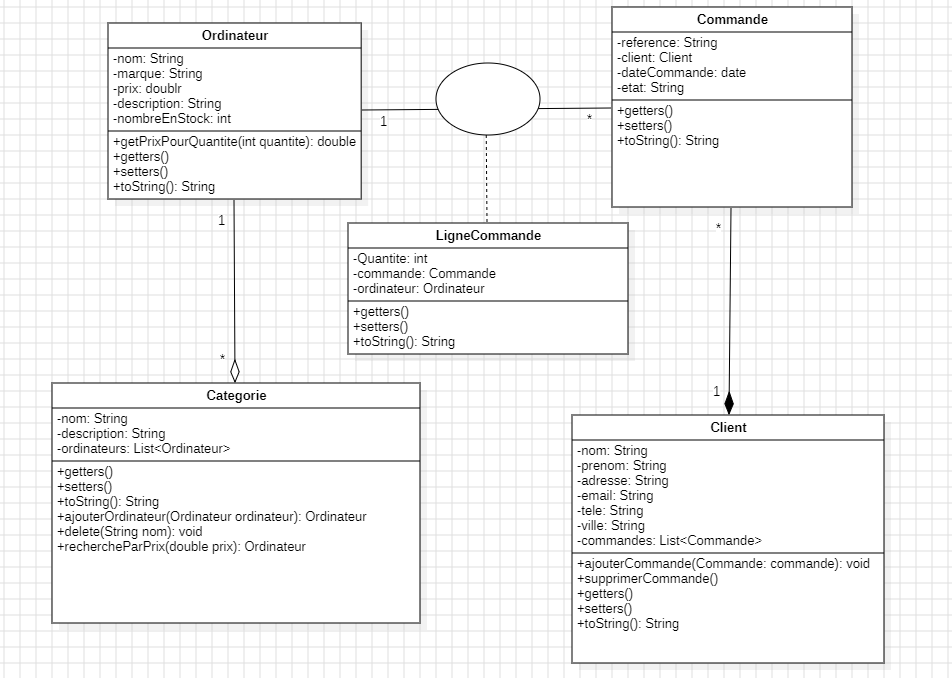 Ordinateur
-nom: String
-marque: String
-prix: doublr
-description: String
-nombreEnStock: int
+getPrixPourQuantite(int quantite): double
+getters()
+setters()
+toString(): String
1
*
Commande
-reference: String
-client: Client
-dateCommande: date
-etat: String
+getters()
+setters()
+toString(): String
LigneCommande
-Quantite: int
-commande: Commande
-ordinateur: Ordinateur
+getters()
+setters()
+toString(): String
1
*
*
1
Categorie
-nom: String
-description: String
-ordinateurs: List<Ordinateur>
+getters()
+setters()
+toString(): String
+ajouterOrdinateur(Ordinateur ordinateur): Ordinateur
+delete(String nom): void
+rechercheParPrix(double prix): Ordinateur
Client
-nom: String
-prenom: String
-adresse: String
-email: String
-tele: String
-ville: String
-commandes: List<Commande>
+ajouterCommande(Commande: commande): void
+supprimerCommande()
+getters()
+setters()
+toString(): String